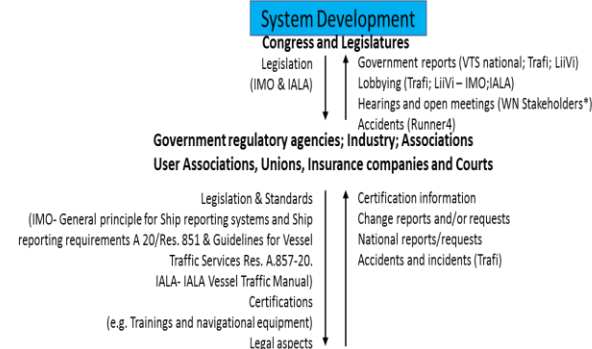 System Development
Congress and Legislatures
Legislation
(IMO & IALA)
Government reports (VTS national; Trafi; LiiVi)
Lobbying (Trafi; LiiVi – IMO;IALA)
Hearings and open meetings (WN Stakeholders*)
Accidents (Runner4)
Government regulatory agencies; Industry; Associations
User Associations, Unions, Insurance companies and Courts
Legislation & Standards
(IMO- General principle for Ship reporting systems and Ship
reporting requirements A 20/Res. 851 & Guidelines for Vessel
Traffic Services Res. A.857-20.
IALA- IALA Vessel Traffic Manual)
Certifications
(e.g. Trainings and navigational equipment)
Legal aspects
Certification information
Change reports and/or requests
National reports/requests
Accidents and incidents (Trafi)